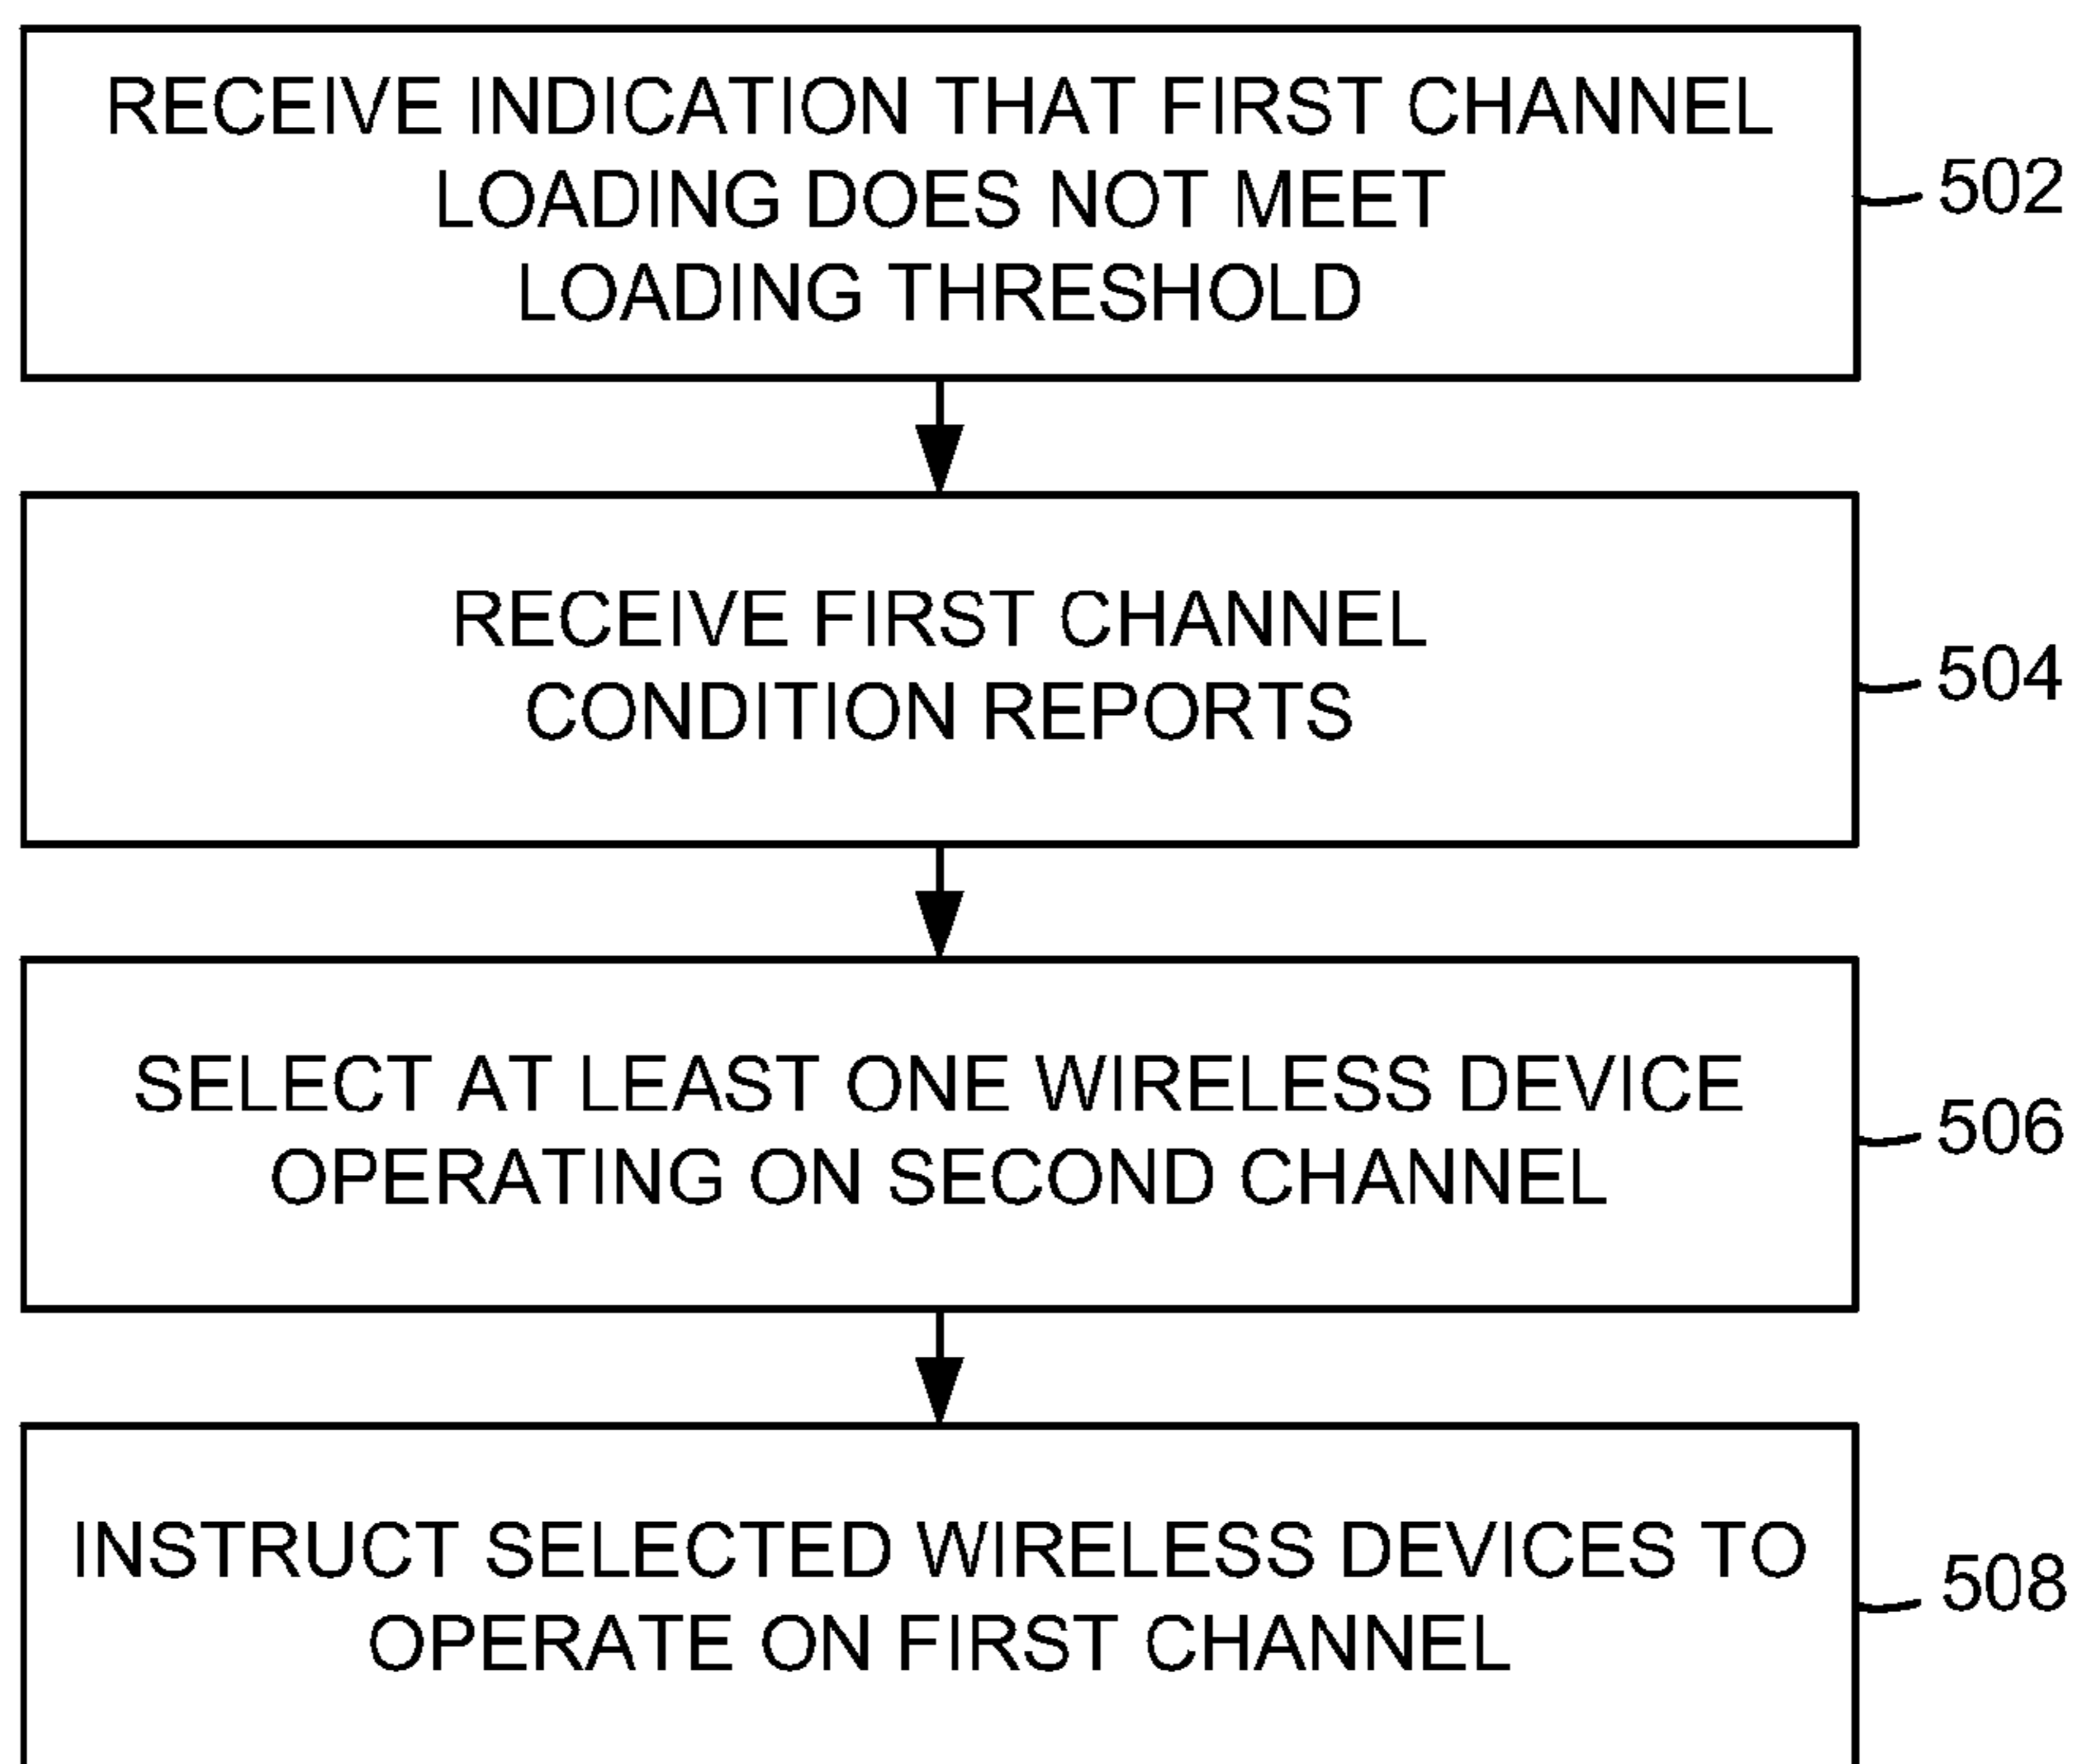 RECEIVE INDICATION THAT FIRST CHANNEL
LOADING DOES NOT MEET
LOADING THRESHOLD
502
RECEIVE FIRST CHANNEL
CONDITION REPORTS
504
SELECT AT LEAST ONE WIRELESS DEVICE
OPERATING ON SECOND CHANNEL
506
INSTRUCT SELECTED WIRELESS DEVICES TO
OPERATE ON FIRST CHANNEL
508